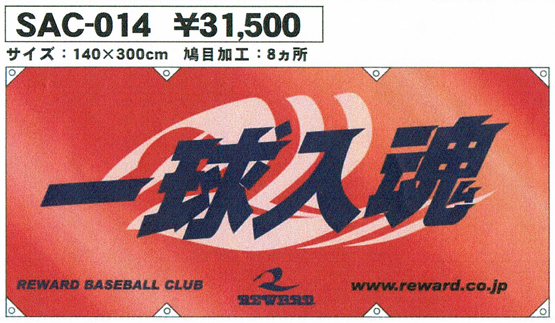 SAC-014 ¥31,500
サイズ：140×300cm 鳩目加工：8ヵ所
一球入魂
REWARD BASEBALL CLUB
REWARD
www.reward.co.jp